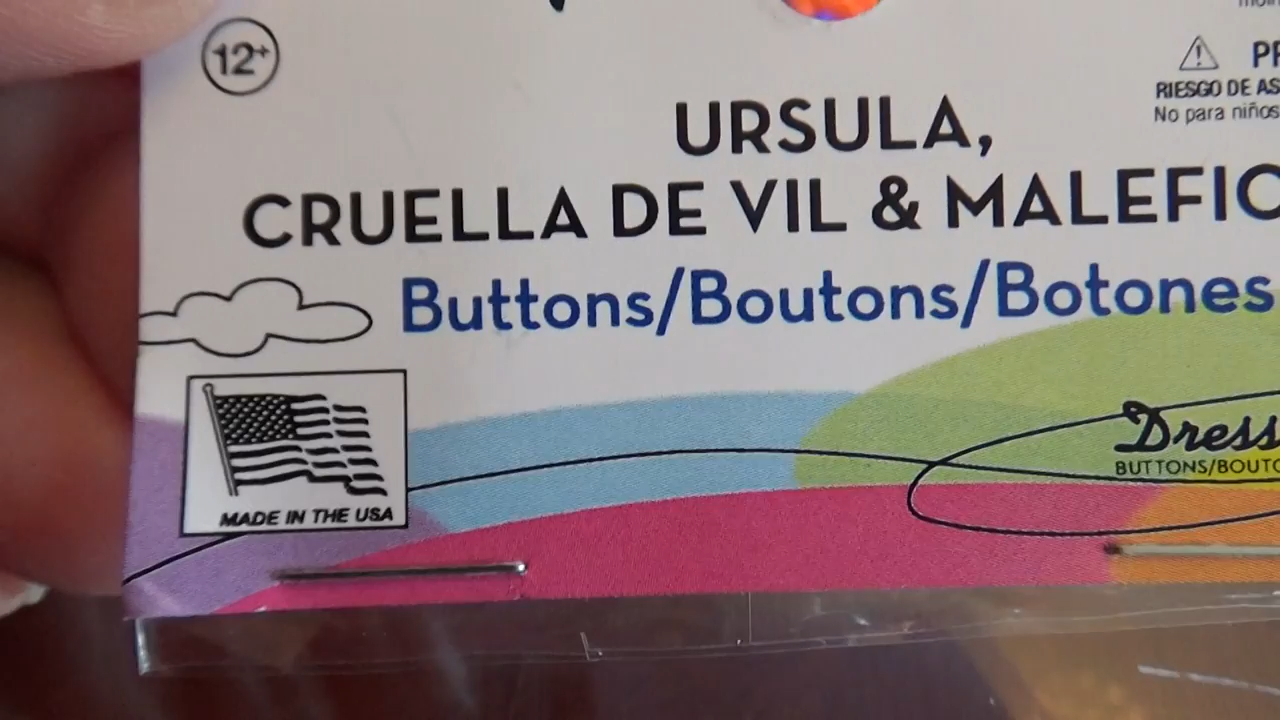 12+
PR
RIESGO DE AS
No para niños
URSULA,
CRUELLA DE VIL & MALEFIC
Buttons/Boutons/Botones
MADE IN THE USA
Dress
BUTTONS/BOUTO